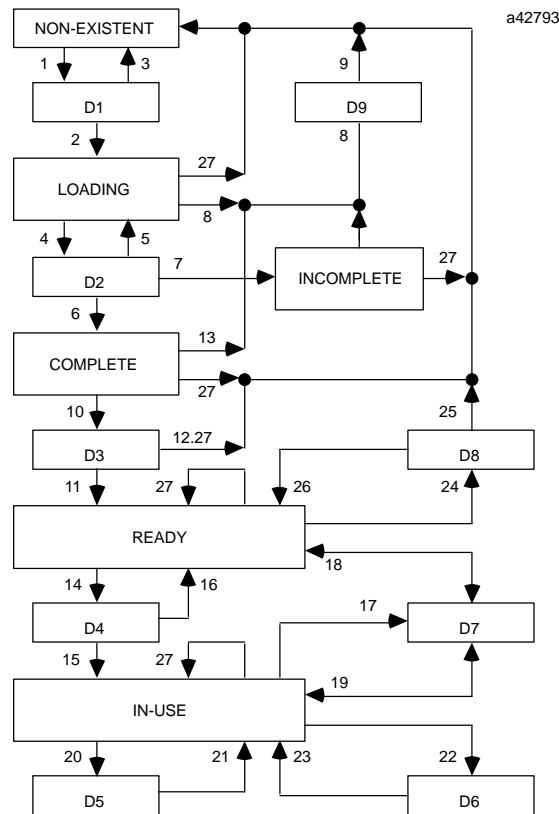 a42793
NON-EXISTENT
1
3
9
D1
D9
2
8
27
LOADING
8
4
5
7
27
D2
INCOMPLETE
6
13
COMPLETE
27
10
25
12.27
D3
D8
11
27
26
24
READY
18
14
16
17
D4
D7
15
27
19
IN-USE
20
21
23
22
D5
D6